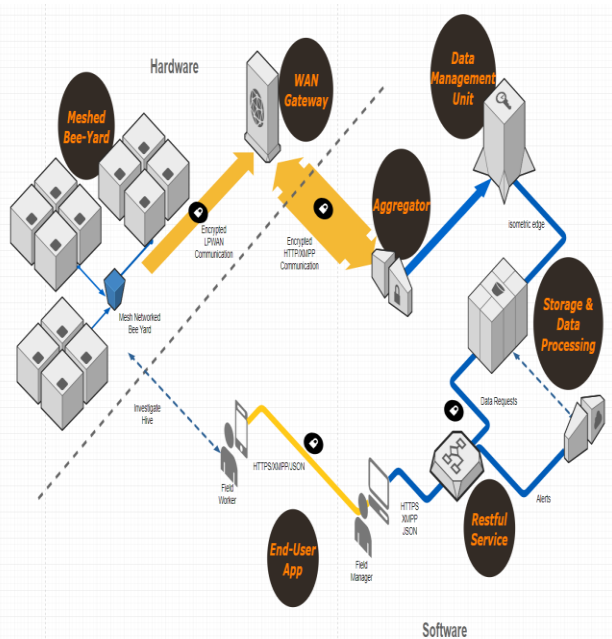 Hardware
WAN
Gateway
Data
Management
Unit
Meshed
Bee-Yard
Aggregator
Encrypted
LPWAN
Communication
Encrypted
HTTP/XMPP
Communication
isometric edge
Mesh Networked
Bee Yard
Storage &
Data
Processing
Investigate
Hive
Data Requests
HTTPS/XMPP/JSON
Field
Worker
HTTPS
XMPP
JSON
Alerts
Restful
Service
End-User
App
Field
Manager
Software